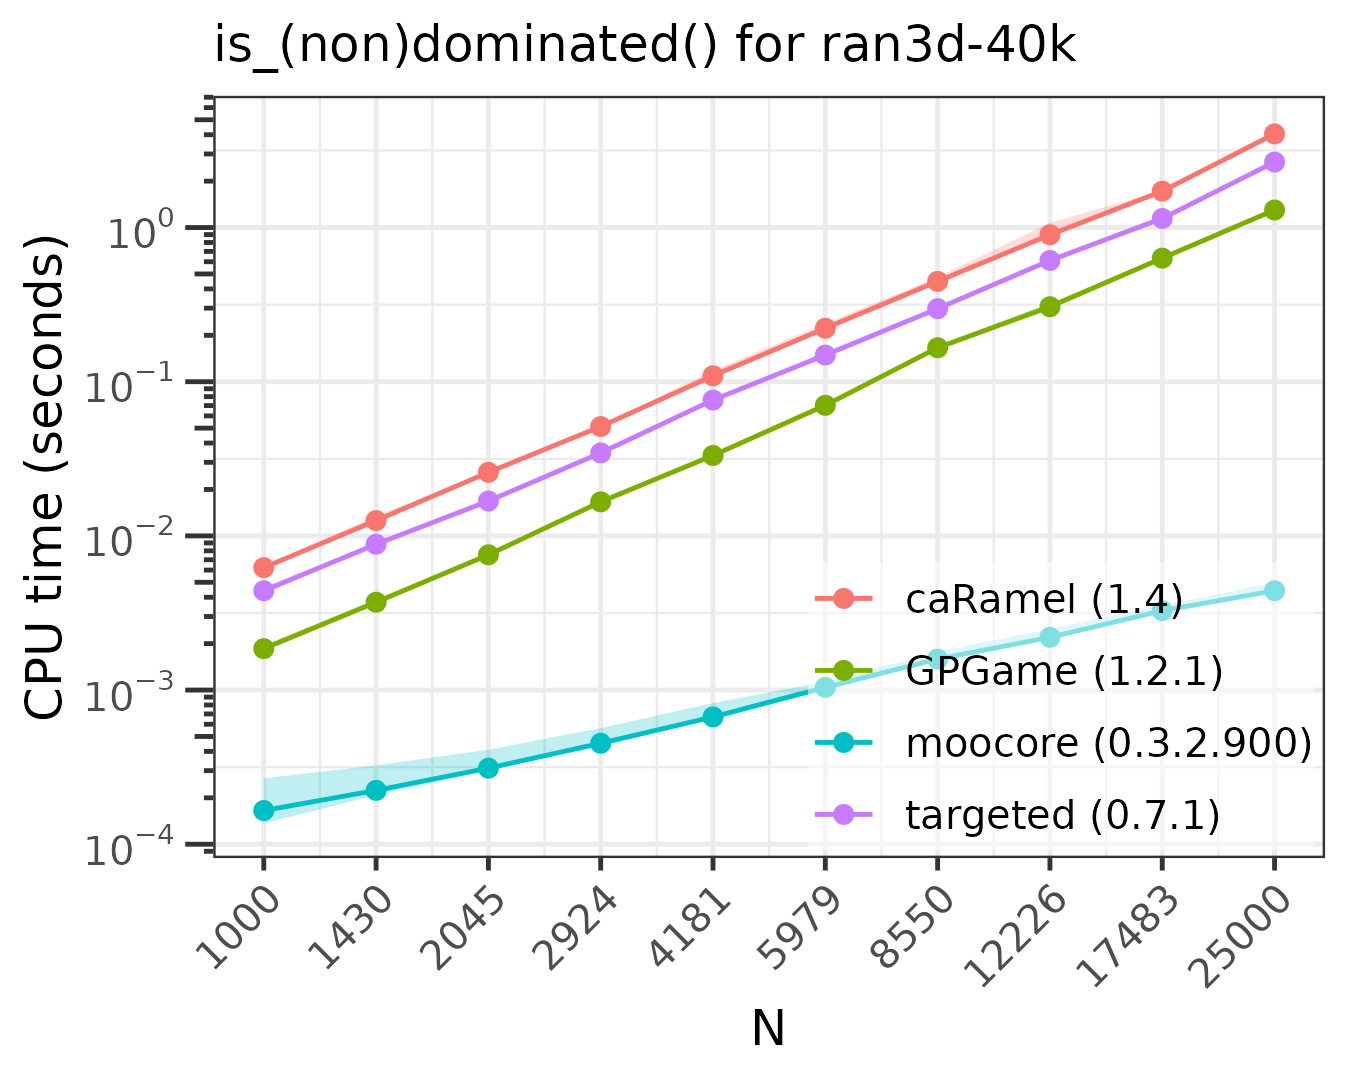 is_(non)dominated() for ran3d-40k
CPU time (seconds)
10⁰
10⁻¹
10⁻²
10⁻³
10⁻⁴
caRamel (1.4)
GPGame (1.2.1)
moocore (0.3.2.900)
targeted (0.7.1)
1000
1430
2045
2924
4181
5979
8550
12226
17483
25000
N